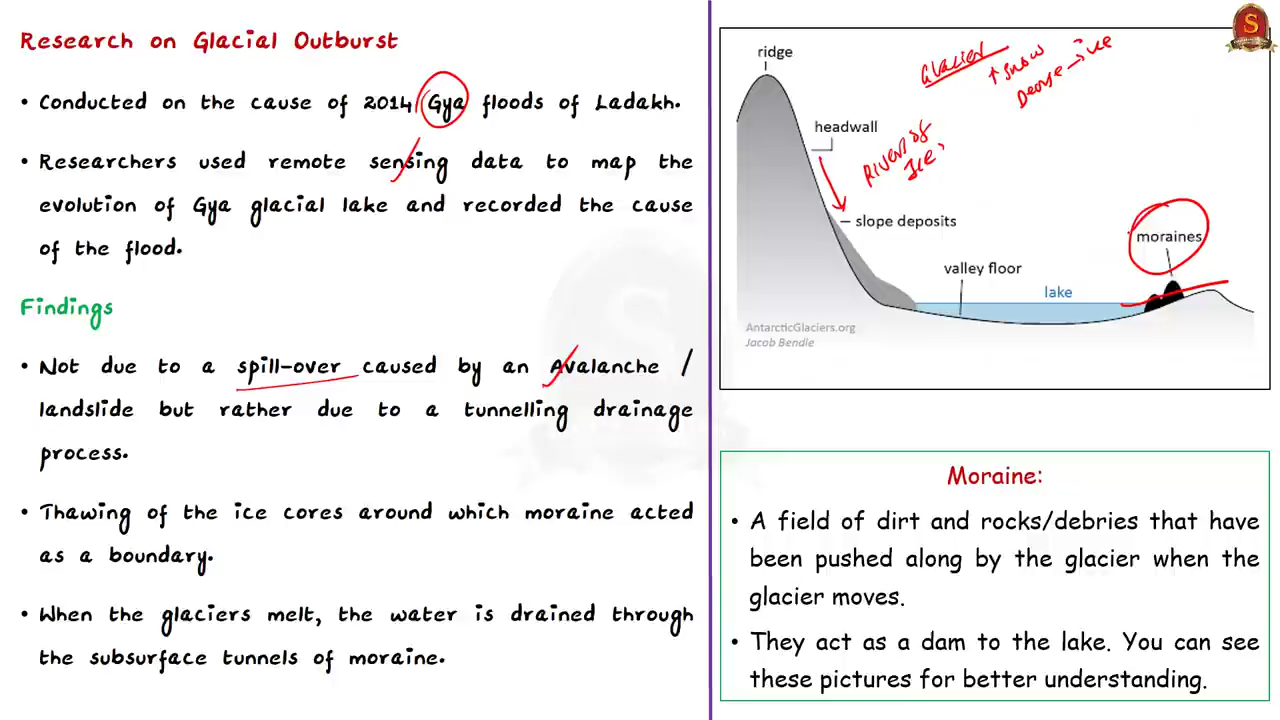 Research on Glacial Outburst
• Conducted on the cause of 2014 Gya floods of Ladakh.
• Researchers used remote sensing data to map the
evolution of Gya glacial lake and recorded the cause
of the flood.
Findings
• Not due to a spill-over caused by an Avalanche /
landslide but rather due to a tunnelling drainage
process.
• Thawing of the ice cores around which moraine acted
as a boundary.
• When the glaciers melt, the water is drained through
the subsurface tunnels of moraine.
ridge
Glacier
↑ snow
→ ice
headwall
River of
Ice
slope deposits
moraines
valley floor
lake
AntarcticGlaciers.org
Jacob Bendle
Moraine:
• A field of dirt and rocks/debries that have
been pushed along by the glacier when the
glacier moves.
• They act as a dam to the lake. You can see
these pictures for better understanding.